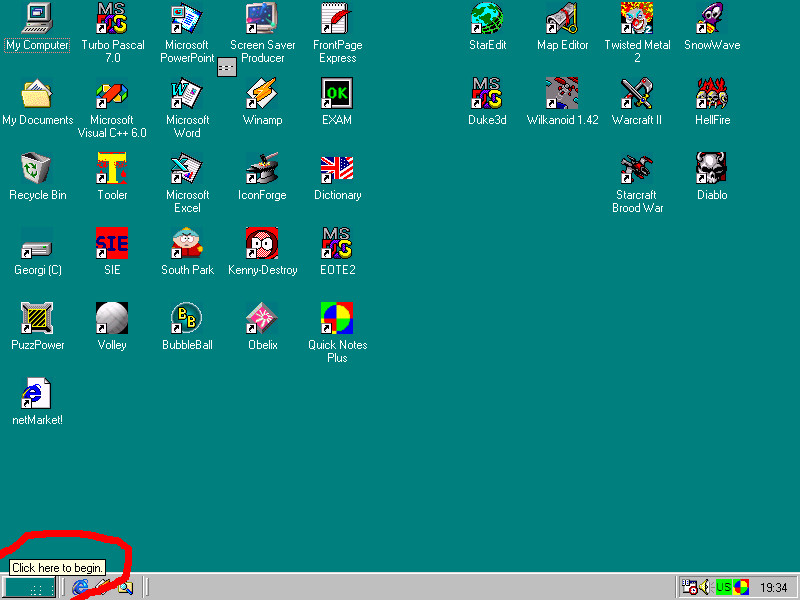 My Computer
Turbo Pascal
7.0
Microsoft
PowerPoint
Screen Saver
Producer
FrontPage
Express
StarEdit
Map Editor
Twisted Metal
2
SnowWave
My Documents
Microsoft
Visual C++ 6.0
Microsoft
Word
Winamp
OK
EXAM
Duke3d
Wilkanoid 1.42
Warcraft II
HellFire
Recycle Bin
Tooler
Microsoft
Excel
IconForge
Dictionary
Starcraft
Brood War
Diablo
Georgi (C)
SIE
SIE
South Park
Kenny-Destroy
EOTE2
PuzzPower
Volley
BubbleBall
Obelix
Quick Notes
Plus
netMarket!
Click here to begin.
US
19:34